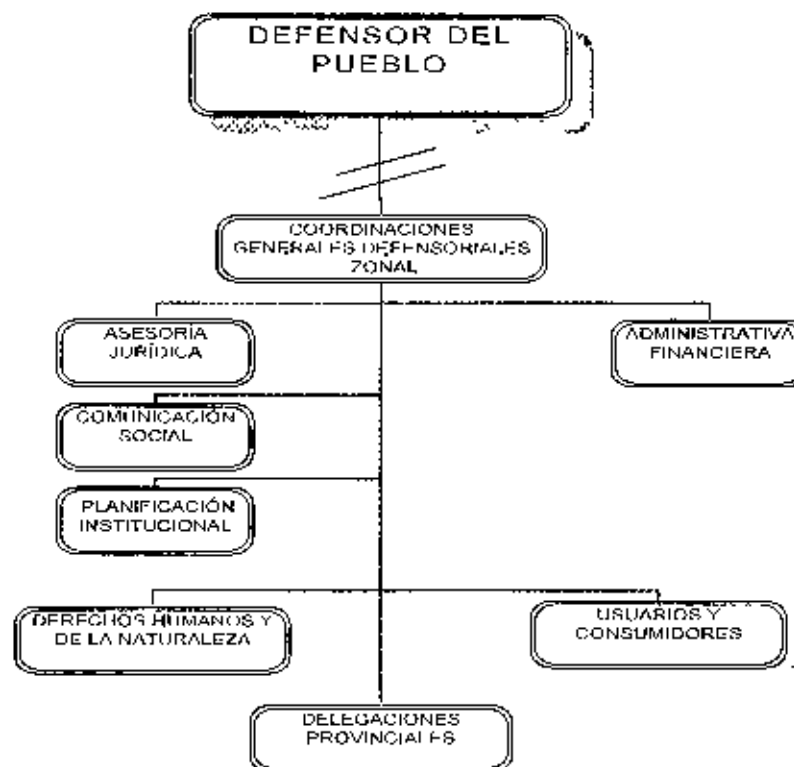 DEFENSOR DEL
PUEBLO
COORDINACIONES
GENERALES DEFENSORIALES
ZONAL
ASESORÍA
JURÍDICA
ADMINISTRATIVA
FINANCIERA
COMUNICACIÓN
SOCIAL
PLANIFICACIÓN
INSTITUCIONAL
DERECHOS HUMANOS Y
DE LA NATURALEZA
USUARIOS Y
CONSUMIDORES
DELEGACIONES
PROVINCIALES